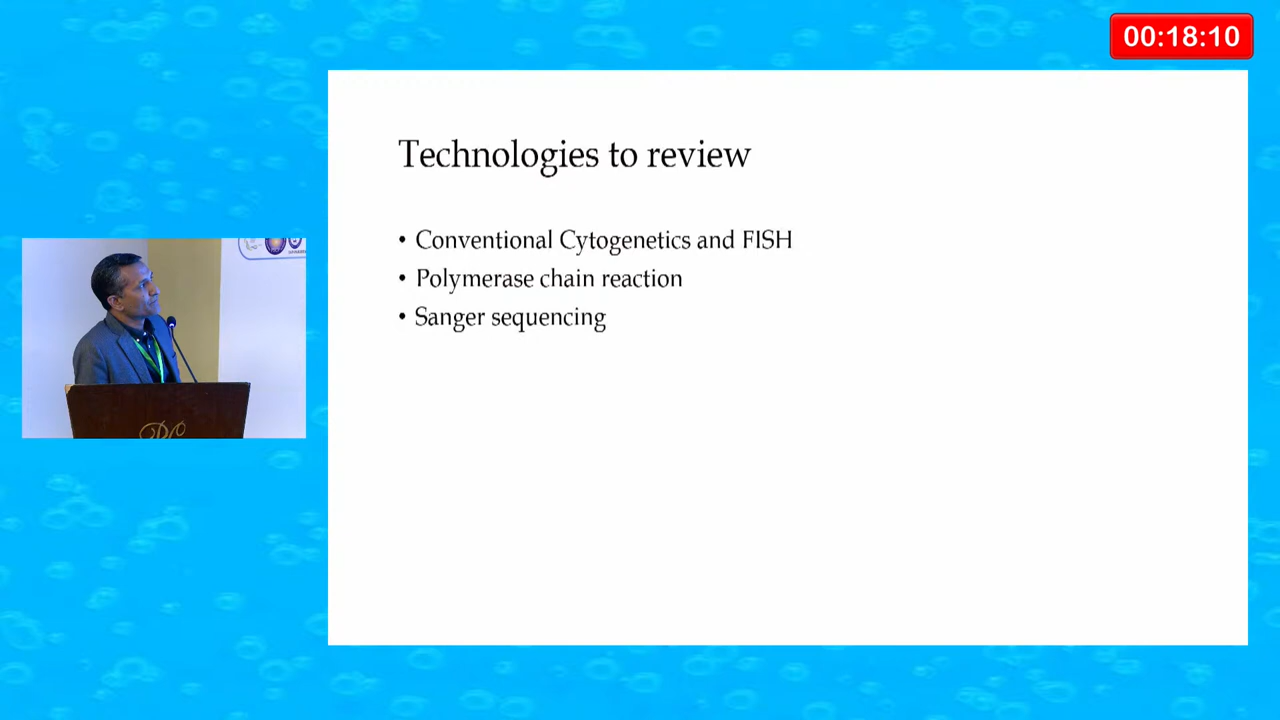 00:18:10
Technologies to review
• Conventional Cytogenetics and FISH
• Polymerase chain reaction
• Sanger sequencing